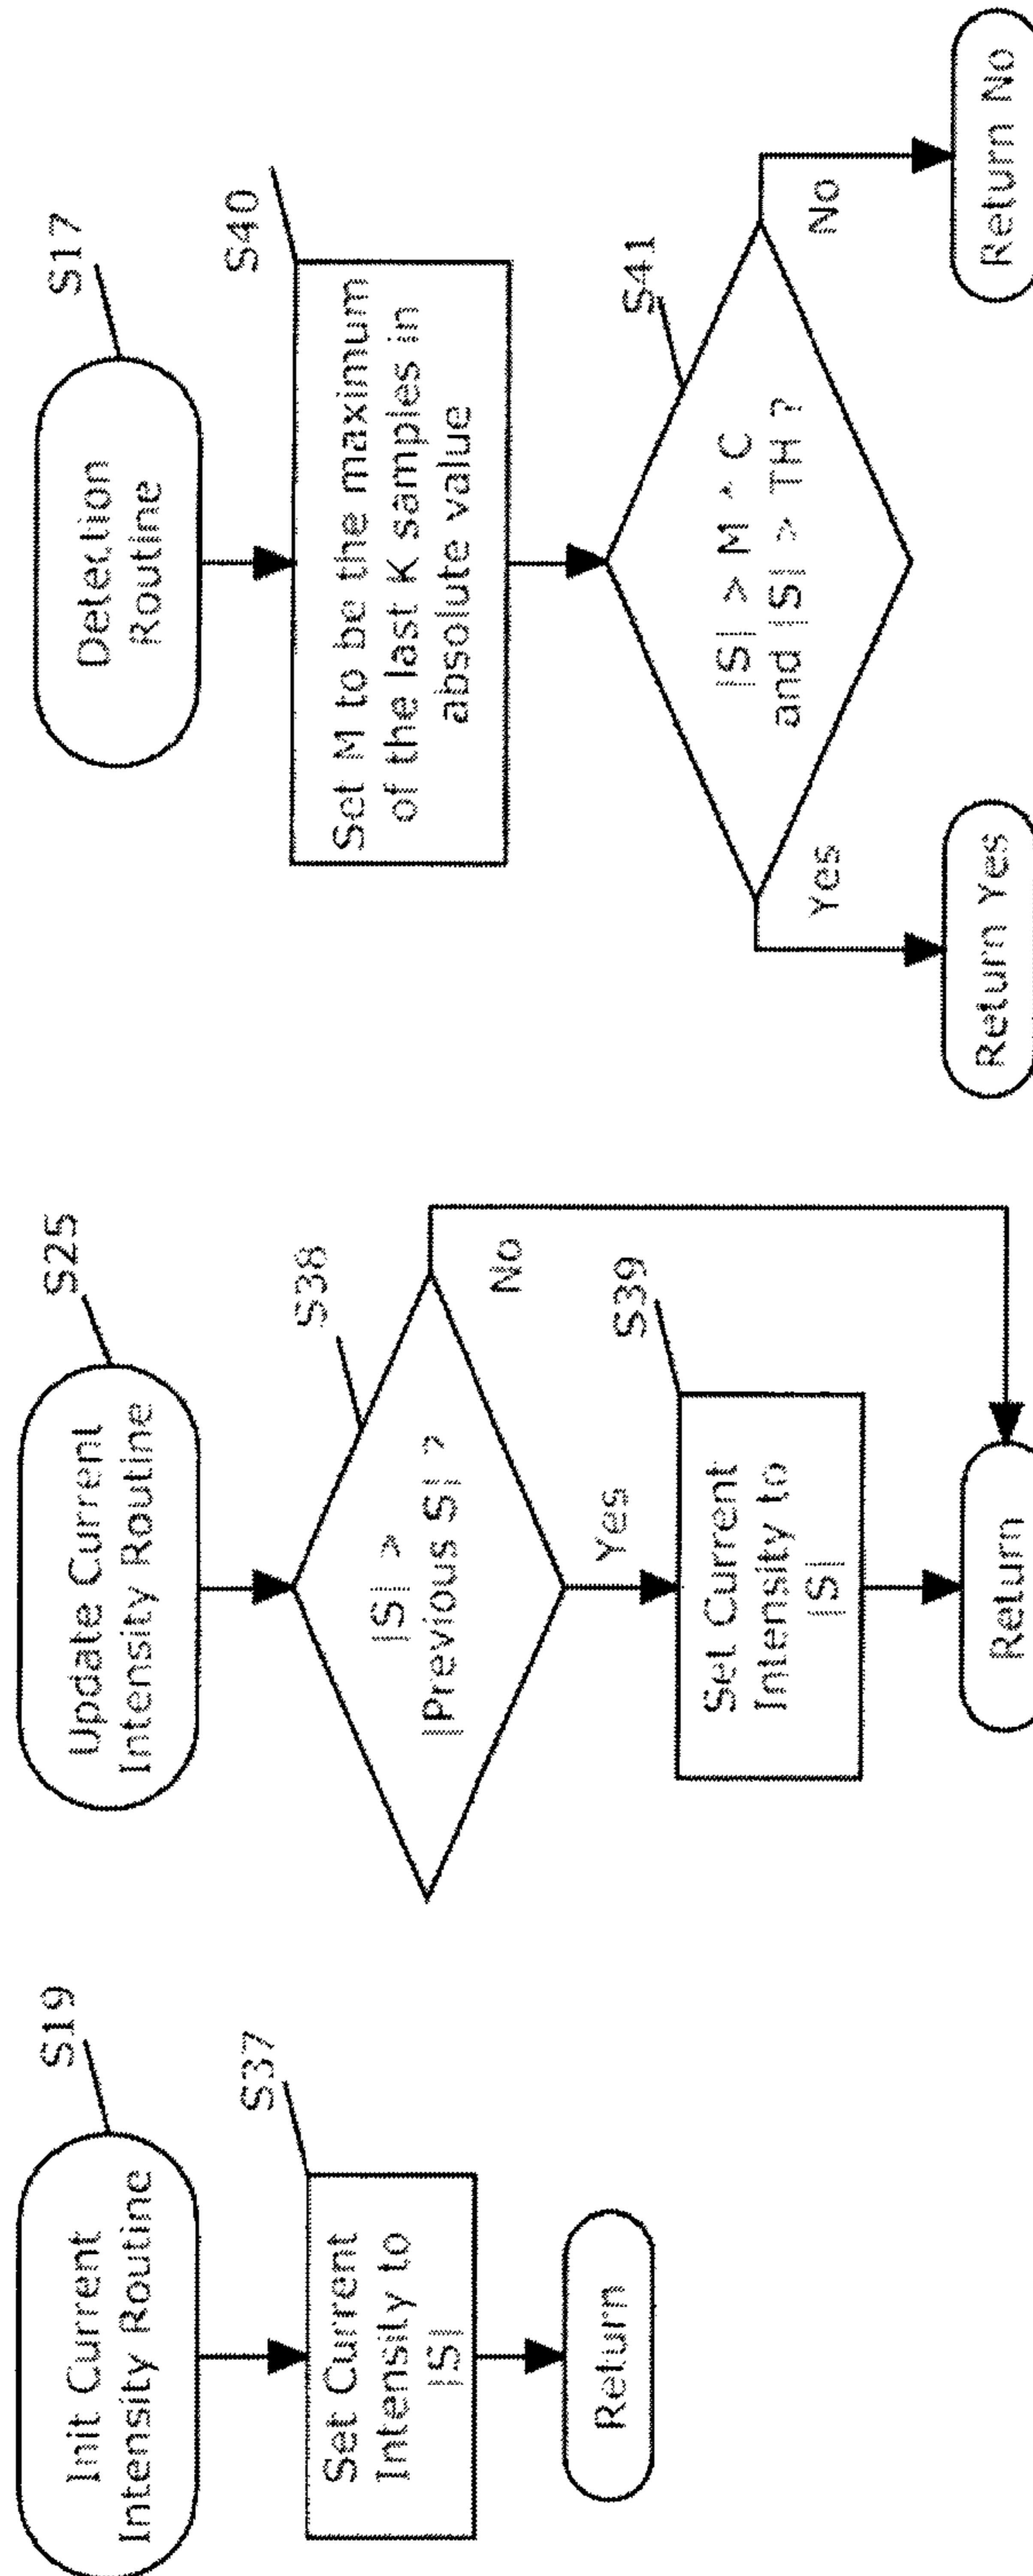 Init Current
Intensity Routine
S19
Set Current
Intensity to
|S|
S37
Return
Update Current
Intensity Routine
S25
|S| >
|Previous S| ?
S38
No
Yes
Set Current
Intensity to
|S|
S39
Return
Detection
Routine
S17
Set M to be the maximum
of the last K samples in
absolute value
S40
|S| > M * C
and |S| > TH ?
S41
Yes
No
Return Yes
Return No